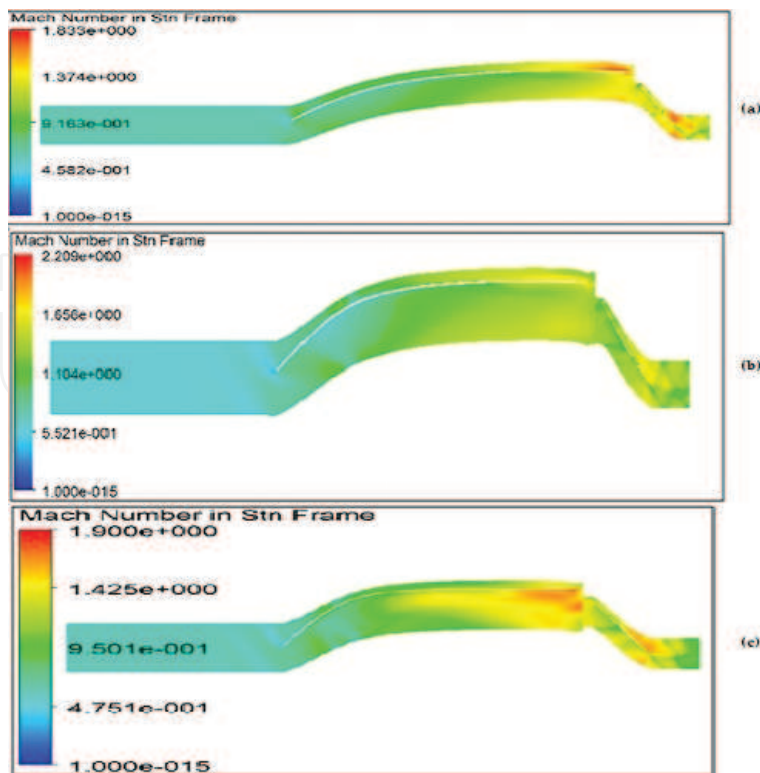 Mach Number in Stn Frame
1.833e+000
1.374e+000
9.163e-001
4.582e-001
1.000e-015
(a)
Mach Number in Stn Frame
2.209e+000
1.656e+000
1.104e+000
5.521e-001
1.000e-015
(b)
Mach Number in Stn Frame
1.900e+000
1.425e+000
9.501e-001
4.751e-001
1.000e-015
(c)